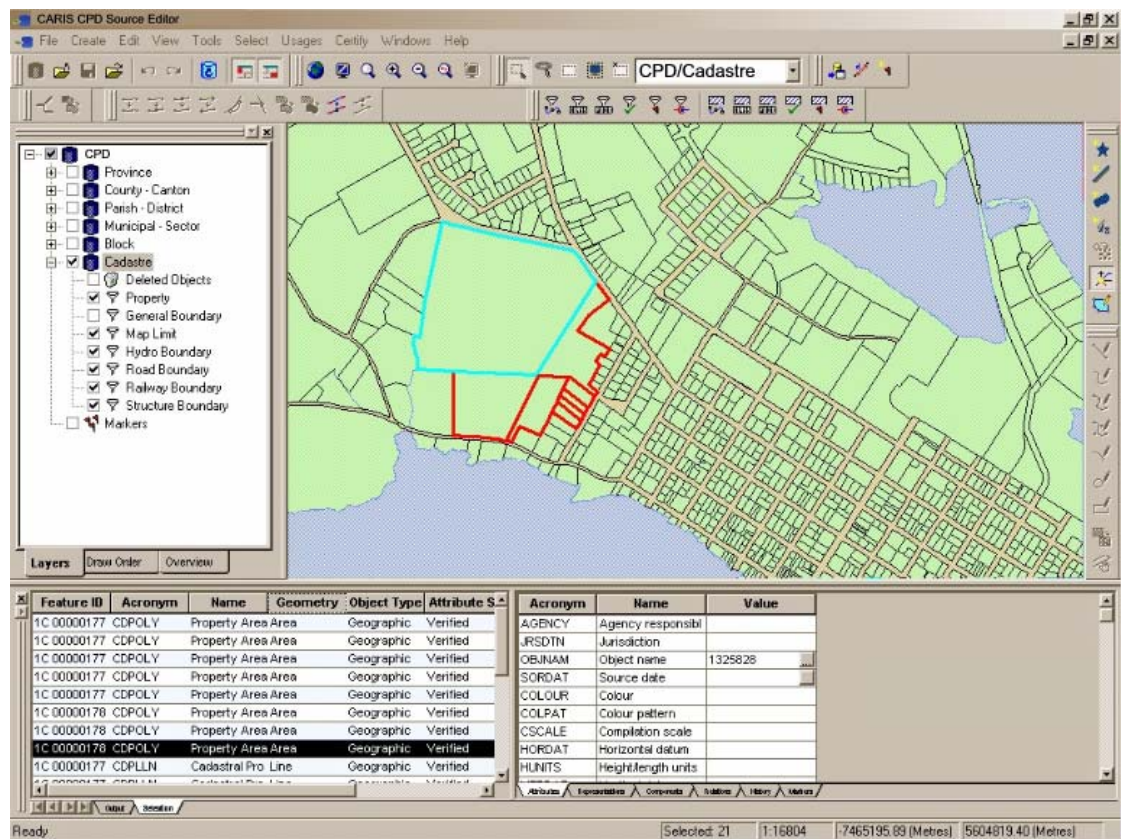 CARIS CPD Source Editor
File Create Edit View Tools Select Usages Certify Windows Help
CPD/Cadastre
CPD
Province
County - Canton
Parish - District
Municipal - Sector
Block
Cadastre
Deleted Objects
Property
General Boundary
Map Limit
Hydro Boundary
Road Boundary
Railway Boundary
Structure Boundary
Markers
Layers Draw Order Overview
Feature ID Acronym Name Geometry Object Type Attribute S
1C 00000177 CDPOLY Property Area Area Geographic Verified
1C 00000177 CDPOLY Property Area Area Geographic Verified
1C 00000177 CDPOLY Property Area Area Geographic Verified
1C 00000177 CDPOLY Property Area Area Geographic Verified
1C 00000177 CDPOLY Property Area Area Geographic Verified
1C 00000178 CDPOLY Property Area Area Geographic Verified
1C 00000178 CDPOLY Property Area Area Geographic Verified
1C 00000178 CDPOLY Property Area Area Geographic Verified
1C 00000177 CDPLLN Cadastral Pro Line Geographic Verified
Acronym Name Value
AGENCY Agency responsibl
JRSDTN Jurisdiction
OBJNAM Object name 1325828 ...
SORDAT Source date
COLOUR Colour
COLPAT Colour pattern
CSCALE Compilation scale
HORDAT Horizontal datum
HUNITS Height/length units
Output Selection
Attributes Representations Components Relations History
Ready Selected: 21 1:16804 -7465195.89 (Metres) 5604819.40 (Metres)